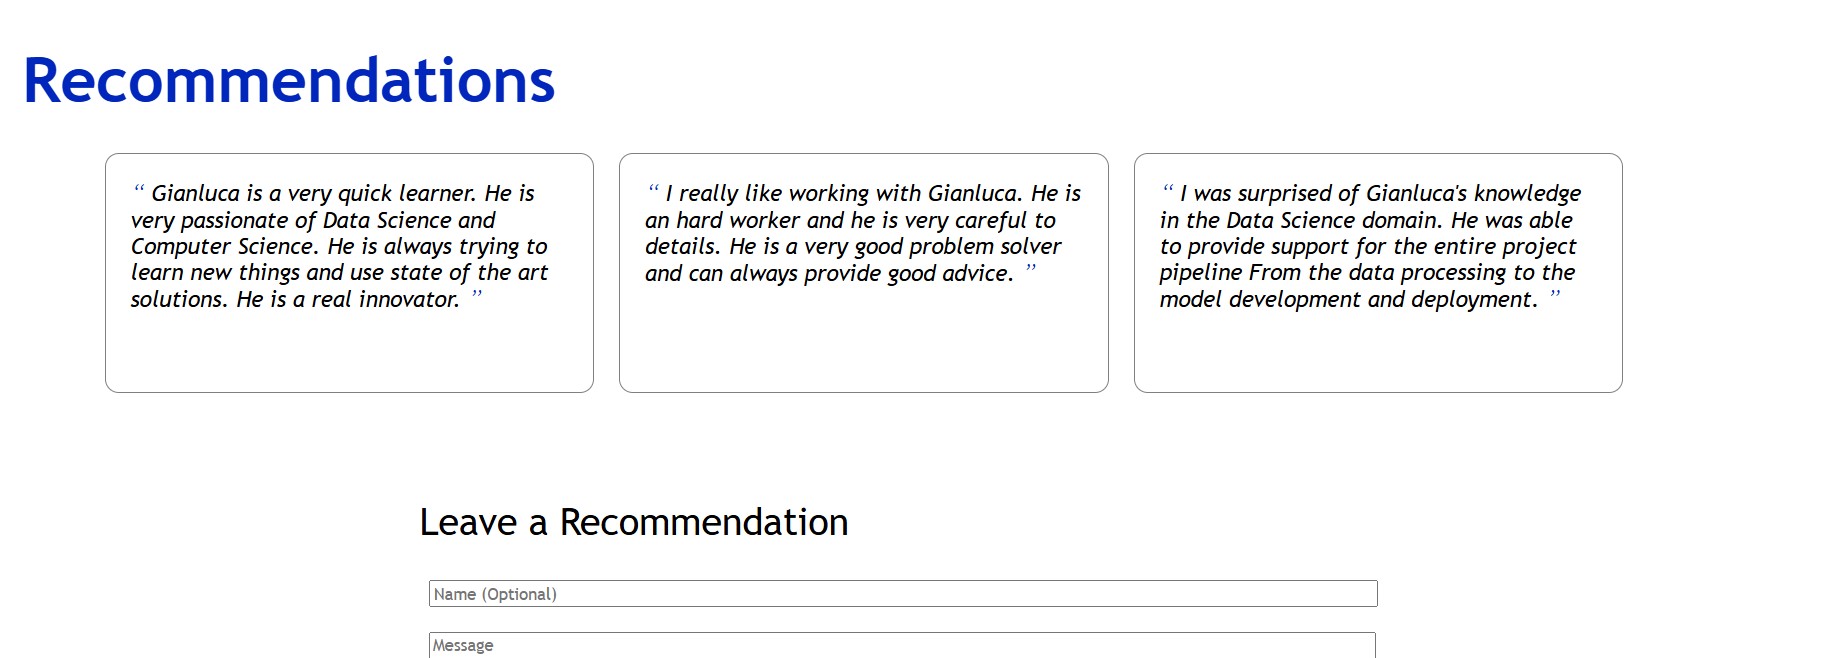 Recommendations
“ Gianluca is a very quick learner. He is
very passionate of Data Science and
Computer Science. He is always trying to
learn new things and use state of the art
solutions. He is a real innovator. ”
“ I really like working with Gianluca. He is
an hard worker and he is very careful to
details. He is a very good problem solver
and can always provide good advice. ”
“ I was surprised of Gianluca's knowledge
in the Data Science domain. He was able
to provide support for the entire project
pipeline From the data processing to the
model development and deployment. ”
Leave a Recommendation
Name (Optional)
Message